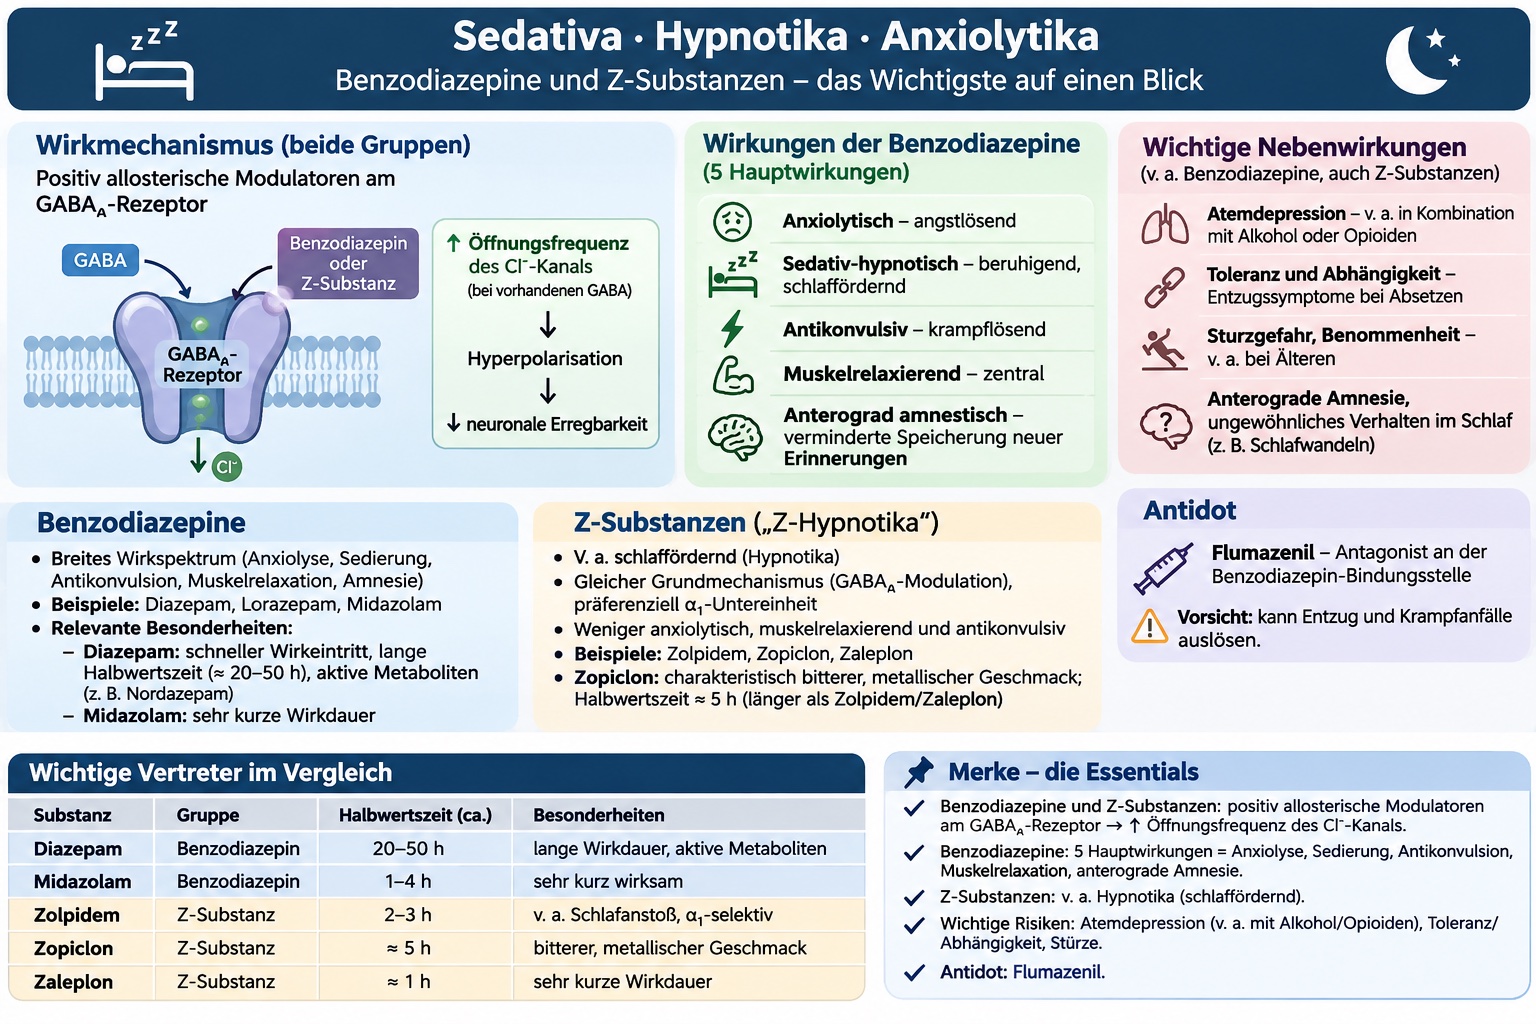 z z z
Sedativa · Hypnotika · Anxiolytika
Benzodiazepine und Z-Substanzen – das Wichtigste auf einen Blick
Wirkmechanismus (beide Gruppen)
Positiv allosterische Modulatoren am
GABA_A-Rezeptor
GABA
Benzodiazepin
oder
Z-Substanz
GABA_A-
Rezeptor
Cl⁻
↑ Öffnungsfrequenz
des Cl⁻-Kanals
(bei vorhandenen GABA)
↓
Hyperpolarisation
↓
↓ neuronale Erregbarkeit
Wirkungen der Benzodiazepine
(5 Hauptwirkungen)
Anxiolytisch – angstlösend
z z z
Sedativ-hypnotisch – beruhigend,
schlaffördernd
Antikonvulsiv – krampflösend
Muskelrelaxierend – zentral
Anterograd amnestisch –
verminderte Speicherung neuer
Erinnerungen
Wichtige Nebenwirkungen
(v. a. Benzodiazepine, auch Z-Substanzen)
Atemdepression – v. a. in Kombination
mit Alkohol oder Opioiden
Toleranz und Abhängigkeit –
Entzugssymptome bei Absetzen
Sturzgefahr, Benommenheit –
v. a. bei Älteren
?
Anterograde Amnesie,
ungewöhnliches Verhalten im Schlaf
(z. B. Schlafwandeln)
Benzodiazepine
• Breites Wirkspektrum (Anxiolyse, Sedierung,
Antikonvulsion, Muskelrelaxation, Amnesie)
• Beispiele: Diazepam, Lorazepam, Midazolam
• Relevante Besonderheiten:
– Diazepam: schneller Wirkeintritt, lange
Halbwertszeit (≈ 20–50 h), aktive Metaboliten
(z. B. Nordazepam)
– Midazolam: sehr kurze Wirkdauer
Z-Substanzen („Z-Hypnotika“)
• V. a. schlaffördernd (Hypnotika)
• Gleicher Grundmechanismus (GABA_A-Modulation),
präferenziell α₁-Untereinheit
• Weniger anxiolytisch, muskelrelaxierend und antikonvulsiv
• Beispiele: Zolpidem, Zopiclon, Zaleplon
• Zopiclon: charakteristisch bitterer, metallischer Geschmack;
Halbwertszeit ≈ 5 h (länger als Zolpidem/Zaleplon)
Antidot
Flumazenil – Antagonist an der
Benzodiazepin-Bindungsstelle
! Vorsicht: kann Entzug und Krampfanfälle
auslösen.
Wichtige Vertreter im Vergleich
Substanz Gruppe Halbwertszeit (ca.) Besonderheiten
Diazepam Benzodiazepin 20–50 h lange Wirkdauer, aktive Metaboliten
Midazolam Benzodiazepin 1–4 h sehr kurz wirksam
Zolpidem Z-Substanz 2–3 h v. a. Schlafanstoß, α₁-selektiv
Zopiclon Z-Substanz ≈ 5 h bitterer, metallischer Geschmack
Zaleplon Z-Substanz ≈ 1 h sehr kurze Wirkdauer
Merke – die Essentials
✓ Benzodiazepine und Z-Substanzen: positiv allosterische Modulatoren
am GABA_A-Rezeptor → ↑ Öffnungsfrequenz des Cl⁻-Kanals.
✓ Benzodiazepine: 5 Hauptwirkungen = Anxiolyse, Sedierung, Antikonvulsion,
Muskelrelaxation, anterograde Amnesie.
✓ Z-Substanzen: v. a. Hypnotika (schlaffördernd).
✓ Wichtige Risiken: Atemdepression (v. a. mit Alkohol/Opioiden), Toleranz/
Abhängigkeit, Stürze.
✓ Antidot: Flumazenil.